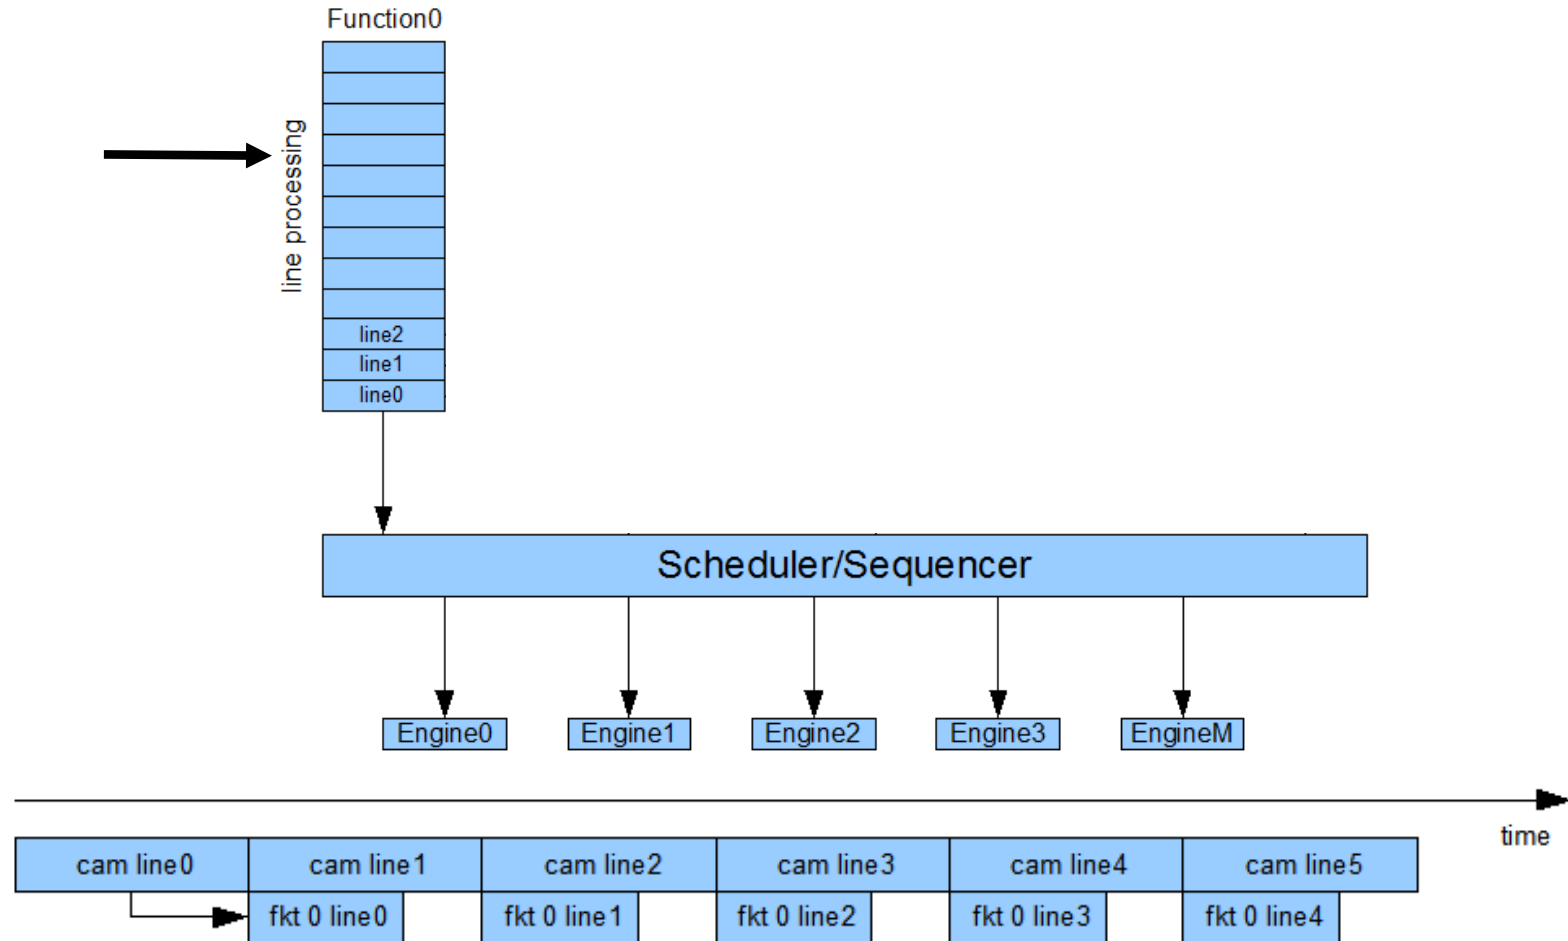 Function0
line processing
line2
line1
line0
Scheduler/Sequencer
Engine0 Engine1 Engine2 Engine3 EngineM
time
cam line0 cam line1 cam line2 cam line3 cam line4 cam line5
fkt 0 line0 fkt 0 line1 fkt 0 line2 fkt 0 line3 fkt 0 line4